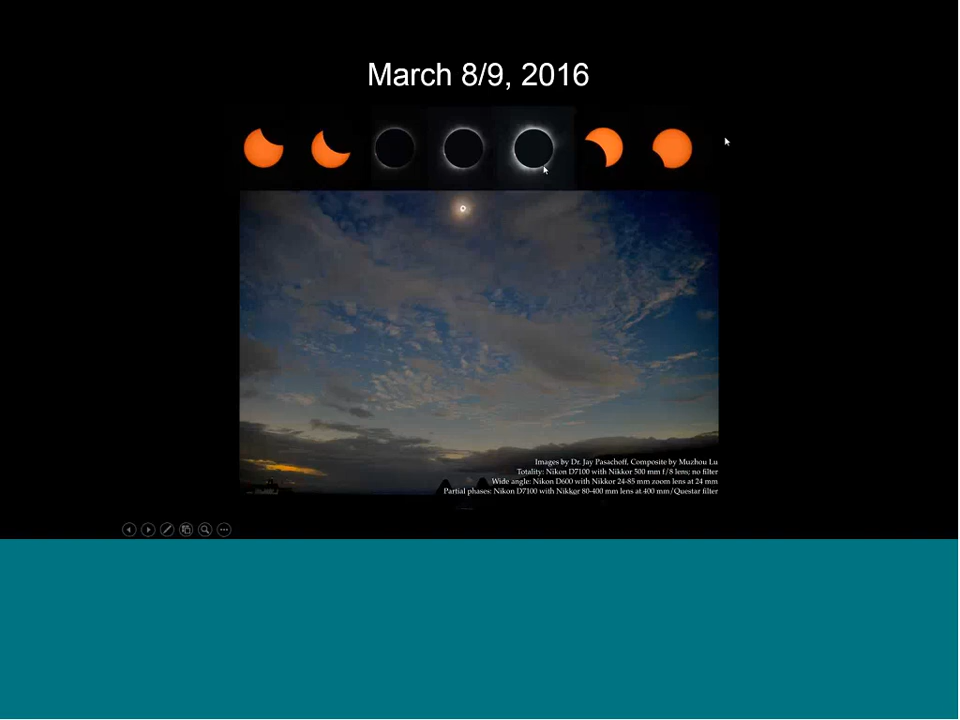 March 8/9, 2016
Images by Dr. Jay Pasachoff, Composite by Muzhou Lu
Totality: Nikon D7100 with Nikkor 500 mm f/8 lens; no filter
Wide angle: Nikon D600 with Nikkor 24-85 mm zoom lens at 24 mm
Partial phases: Nikon D7100 with Nikkor 80-400 mm lens at 400 mm/Questar filter